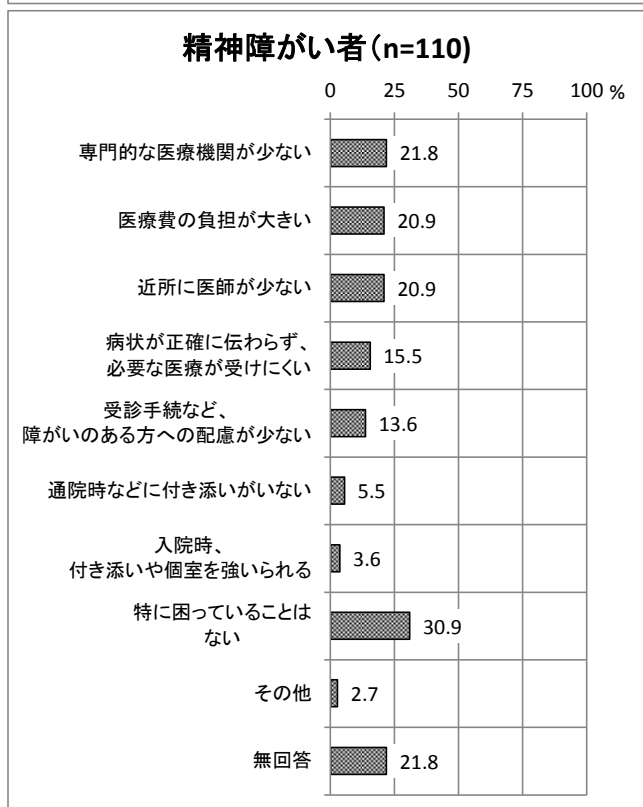 精神障がい者(n=110)
0 25 50 75 100 %
専門的な医療機関が少ない 21.8
医療費の負担が大きい 20.9
近所に医師が少ない 20.9
病状が正確に伝わらず、
必要な医療が受けにくい 15.5
受診手続など、
障がいのある方への配慮が少ない 13.6
通院時などに付き添いがいない 5.5
入院時、
付き添いや個室を強いられる 3.6
特に困っていることは
ない 30.9
その他 2.7
無回答 21.8